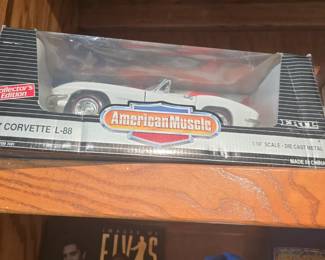 Collector's
Edition
CORVETTE L-88
AmericanMuscle
ERTL
1:18 SCALE - DIE CAST METAL
MADE IN CHINA
ELVIS